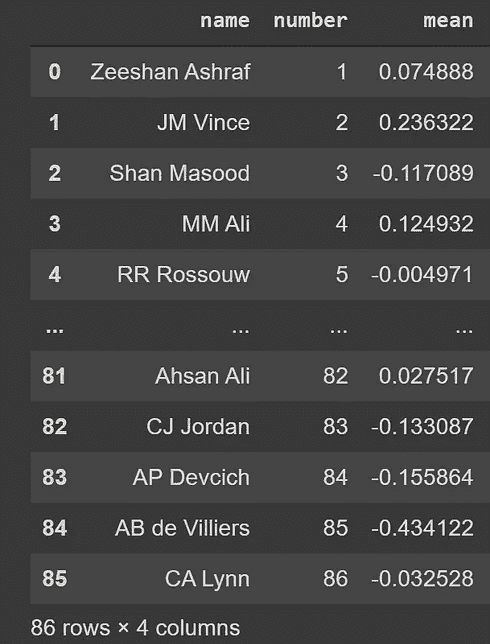 name number mean
0 Zeeshan Ashraf 1 0.074888
1 JM Vince 2 0.236322
2 Shan Masood 3 -0.117089
3 MM Ali 4 0.124932
4 RR Rossouw 5 -0.004971
... ... ... ...
81 Ahsan Ali 82 0.027517
82 CJ Jordan 83 -0.133087
83 AP Devcich 84 -0.155864
84 AB de Villiers 85 -0.434122
85 CA Lynn 86 -0.032528
86 rows × 4 columns